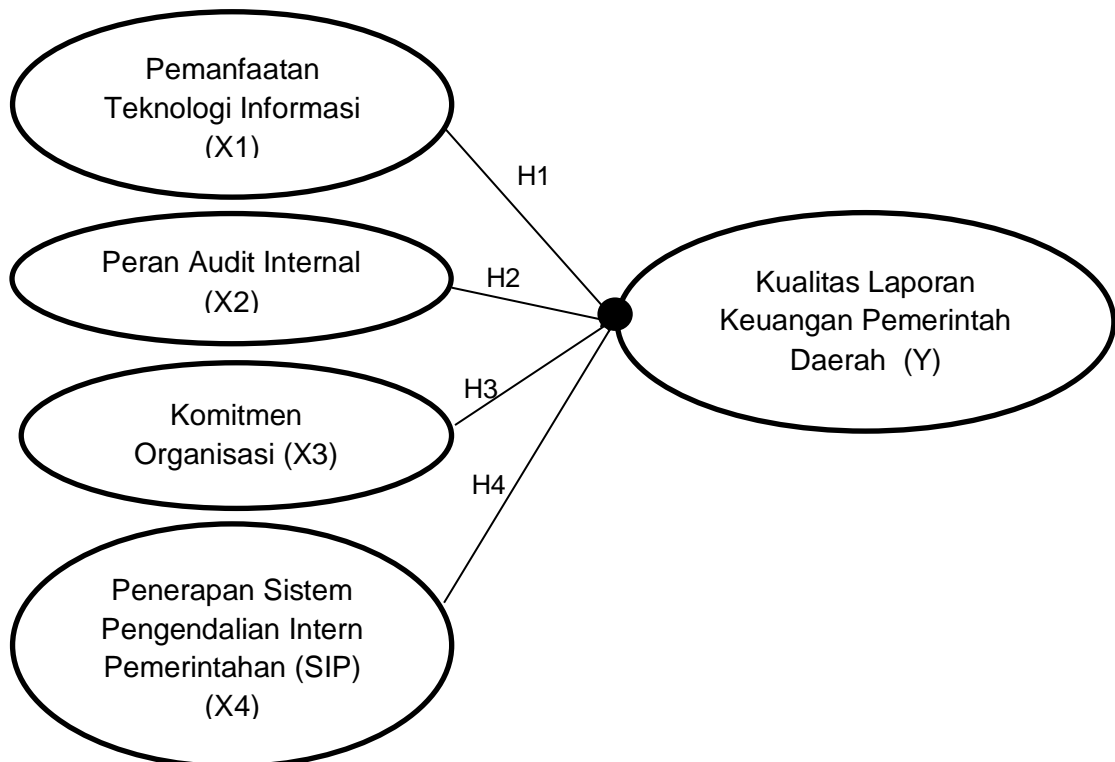 Pemanfaatan
Teknologi Informasi
(X1)
H1
Peran Audit Internal
(X2)
H2
Kualitas Laporan
Keuangan Pemerintah
Daerah (Y)
Komitmen
Organisasi (X3)
H3
H4
Penerapan Sistem
Pengendalian Intern
Pemerintahan (SIP)
(X4)